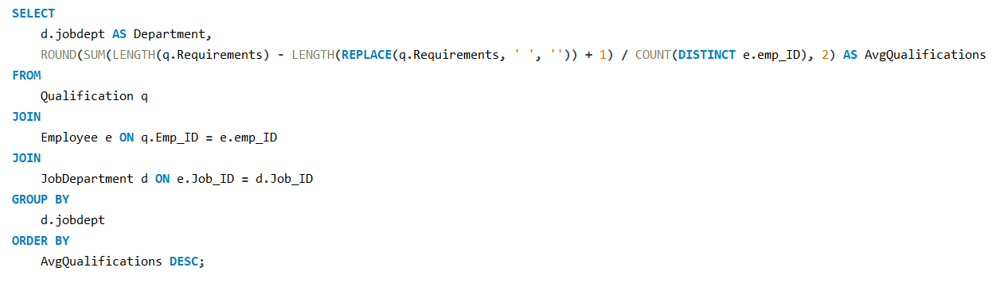 SELECT
d.jobdept AS Department,
ROUND(SUM(LENGTH(q.Requirements) - LENGTH(REPLACE(q.Requirements, ' ', '')) + 1) / COUNT(DISTINCT e.emp_ID), 2) AS AvgQualifications
FROM
Qualification q
JOIN
Employee e ON q.Emp_ID = e.emp_ID
JOIN
JobDepartment d ON e.Job_ID = d.Job_ID
GROUP BY
d.jobdept
ORDER BY
AvgQualifications DESC;